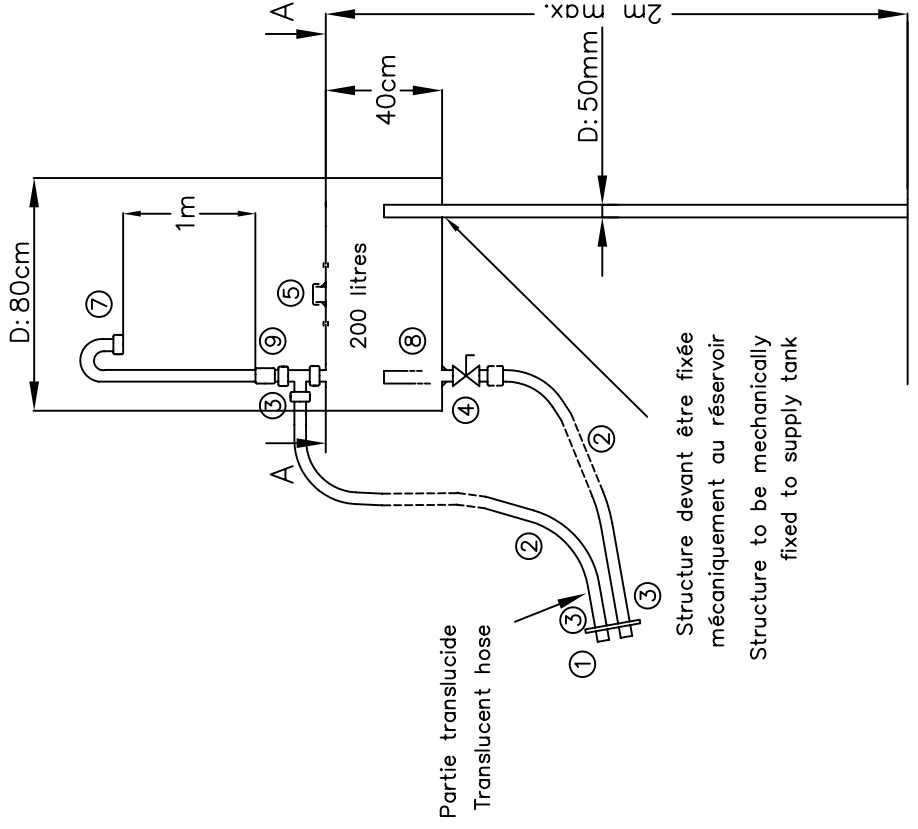 D: 80cm
A
7
1m
9
5
3
A
200 litres
40cm
8
4
2m max.
D: 50mm
2
2
Partie translucide
Translucent hose
3
3
1
Structure devant être fixée
mécaniquement au réservoir
Structure to be mechanically
fixed to supply tank